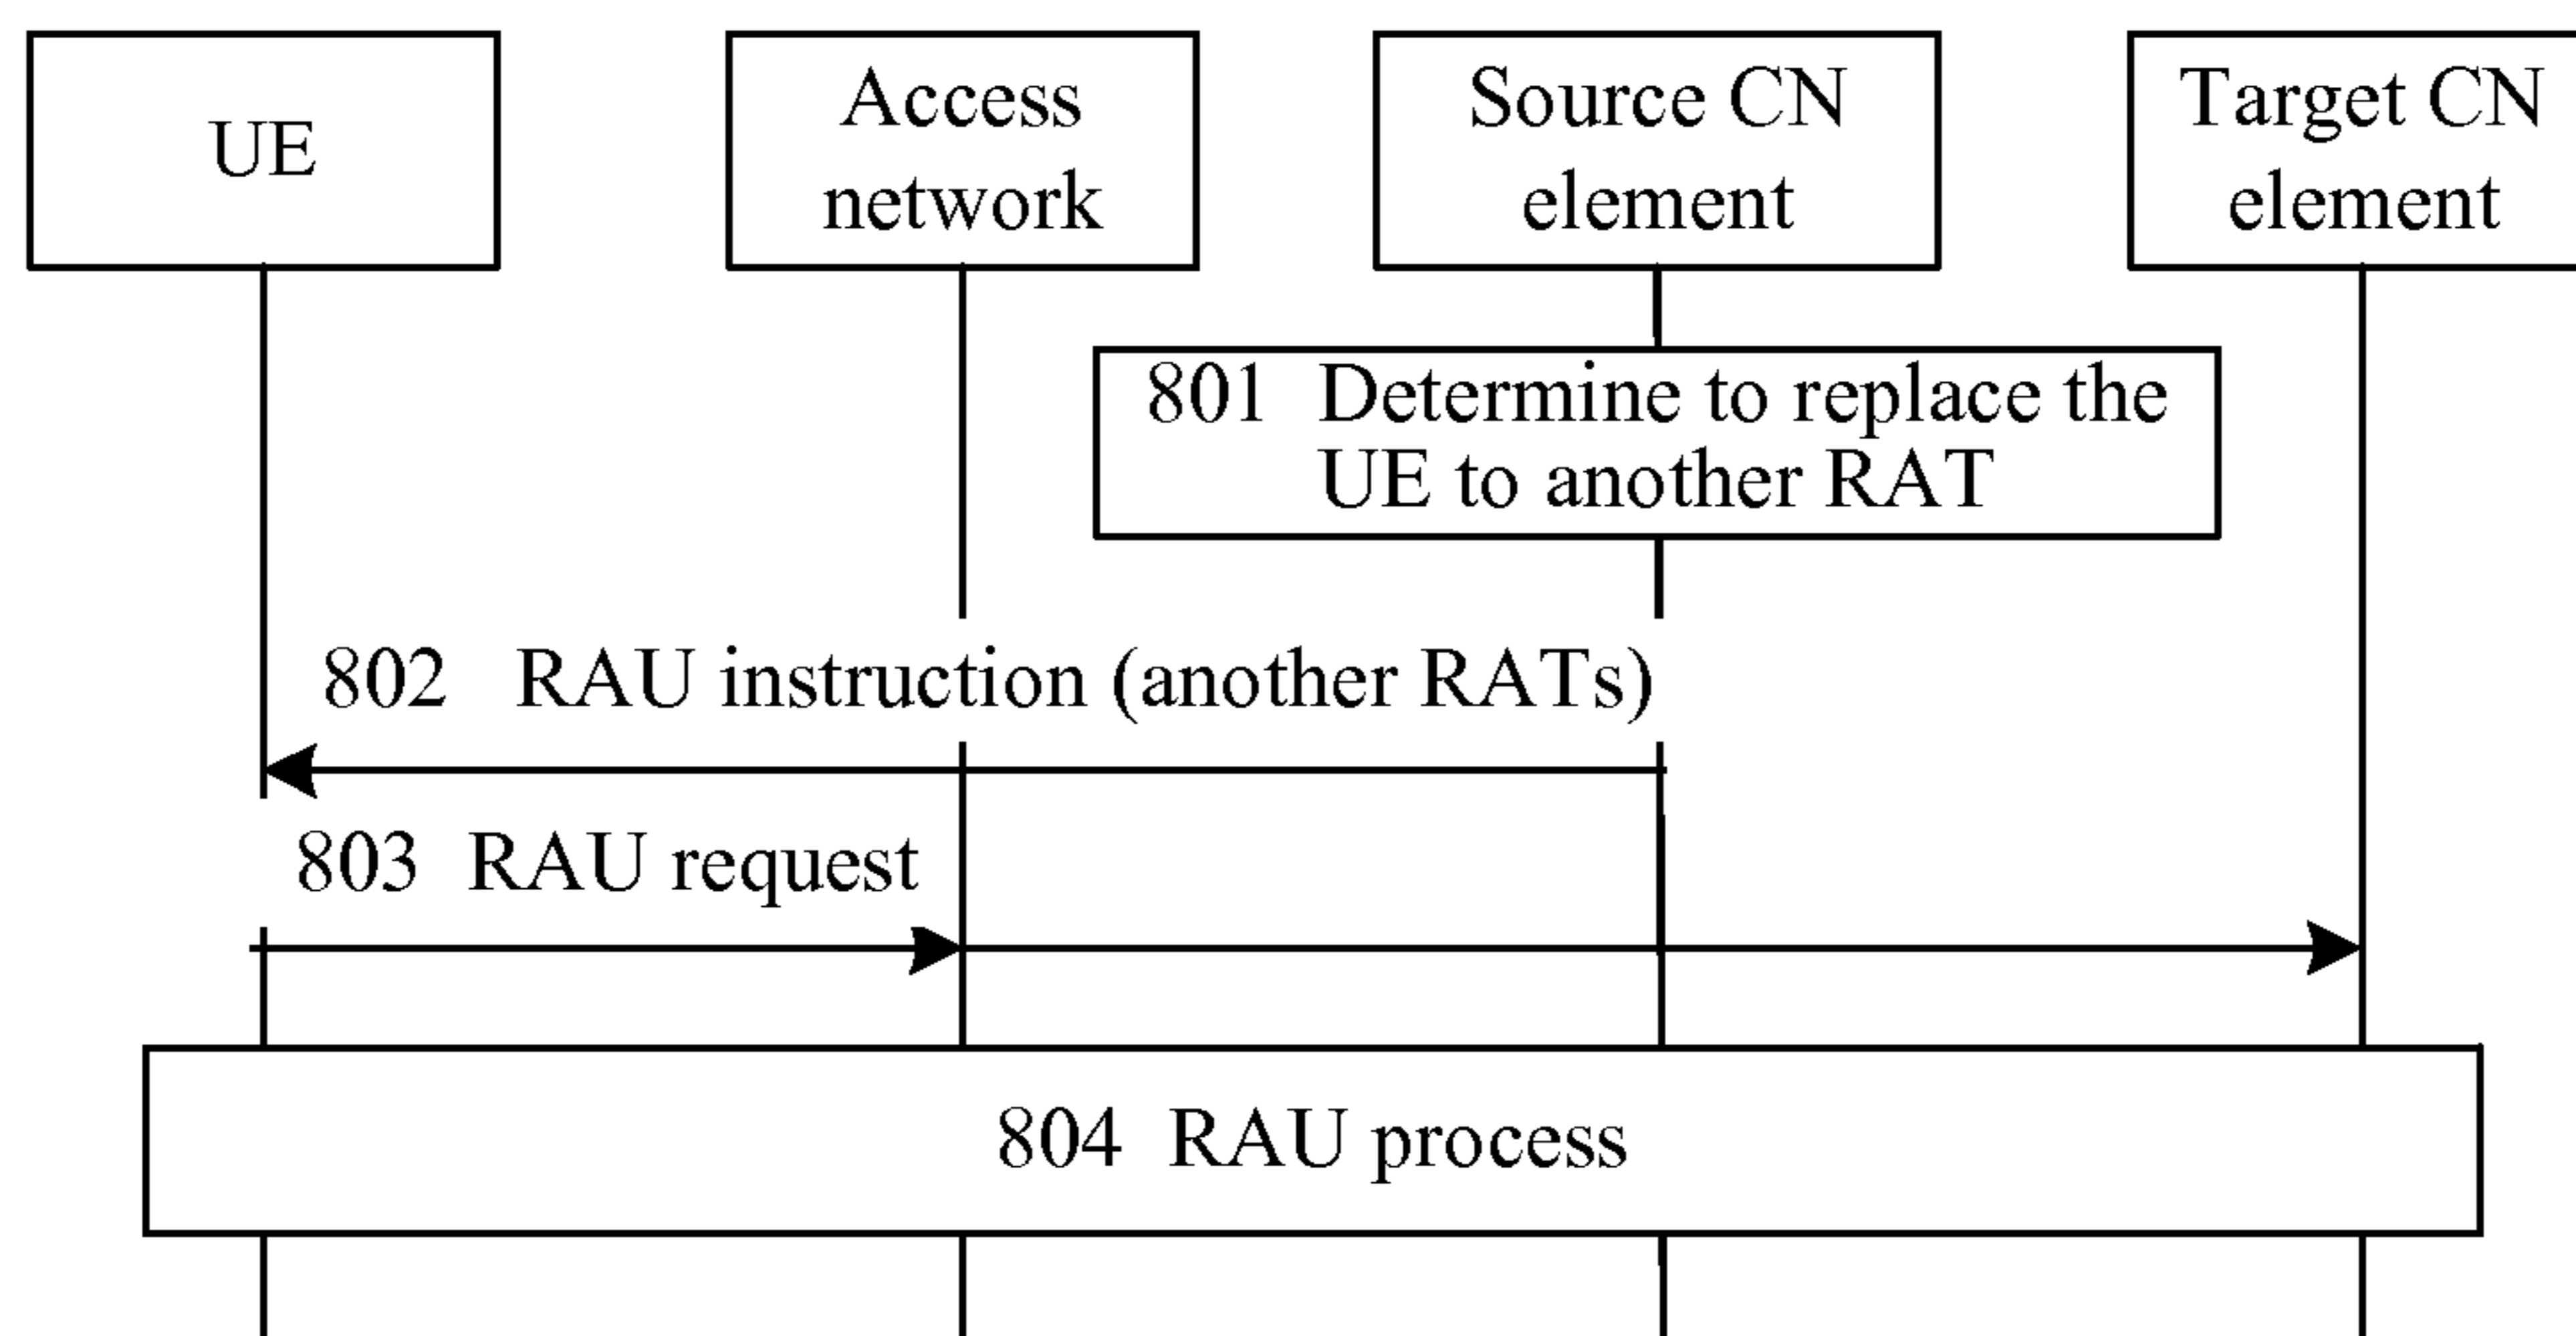 UE
Access
network
Source CN
element
Target CN
element
801 Determine to replace the
UE to another RAT
802 RAU instruction (another RATs)
803 RAU request
804 RAU process